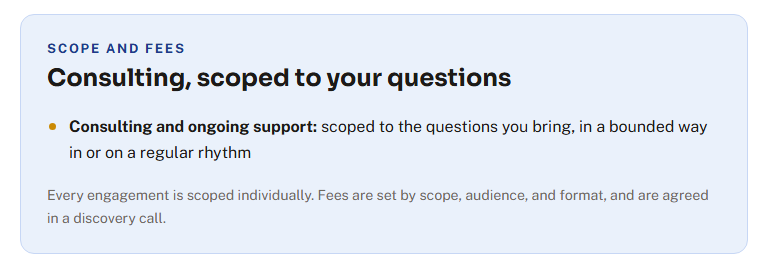 SCOPE AND FEES
Consulting, scoped to your questions
Consulting and ongoing support: scoped to the questions you bring, in a bounded way
in or on a regular rhythm
Every engagement is scoped individually. Fees are set by scope, audience, and format, and are agreed
in a discovery call.